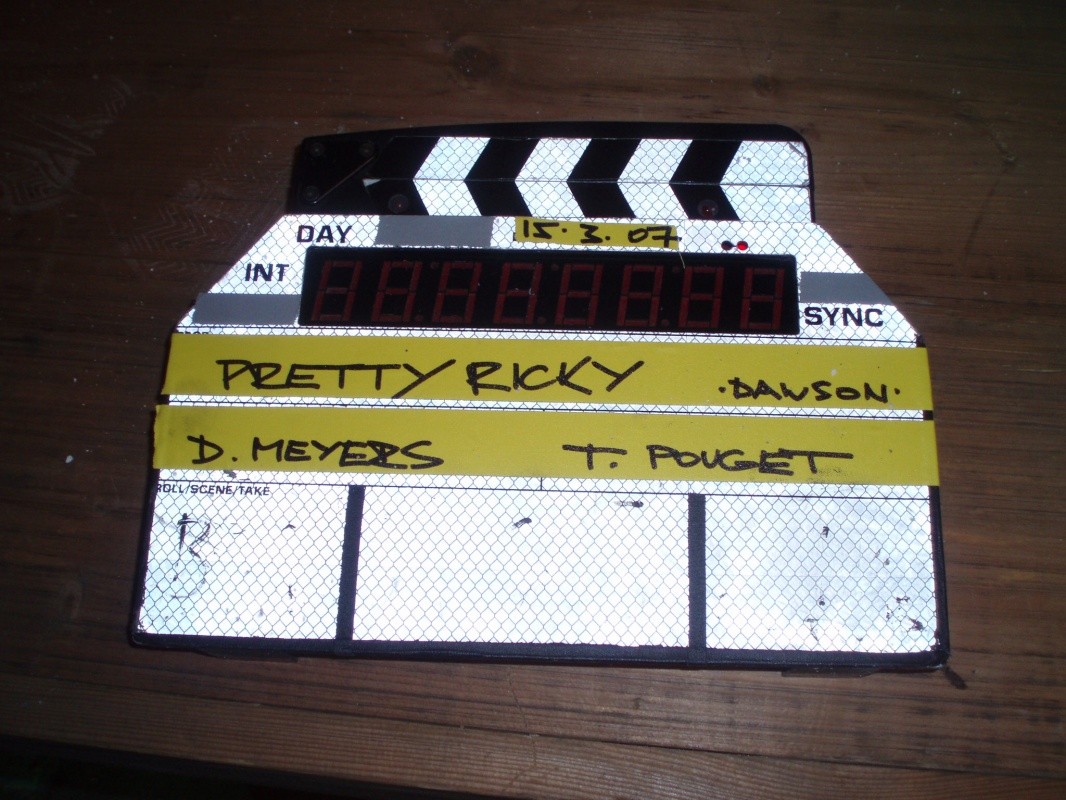 DAY 15.3.07
INT
SYNC
PRETTY RICKY ·DAWSON·
D. MEYERS T. POUGET
ROLL/SCENE/TAKE